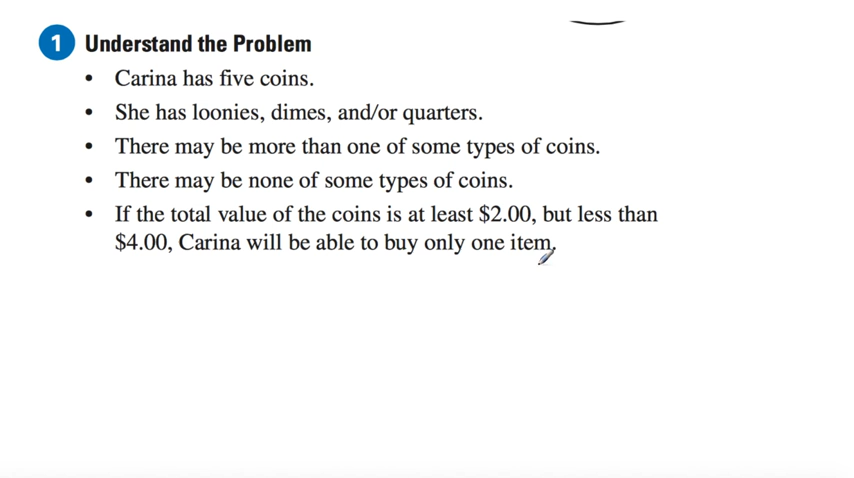 1 Understand the Problem
• Carina has five coins.
• She has loonies, dimes, and/or quarters.
• There may be more than one of some types of coins.
• There may be none of some types of coins.
• If the total value of the coins is at least $2.00, but less than
$4.00, Carina will be able to buy only one item.